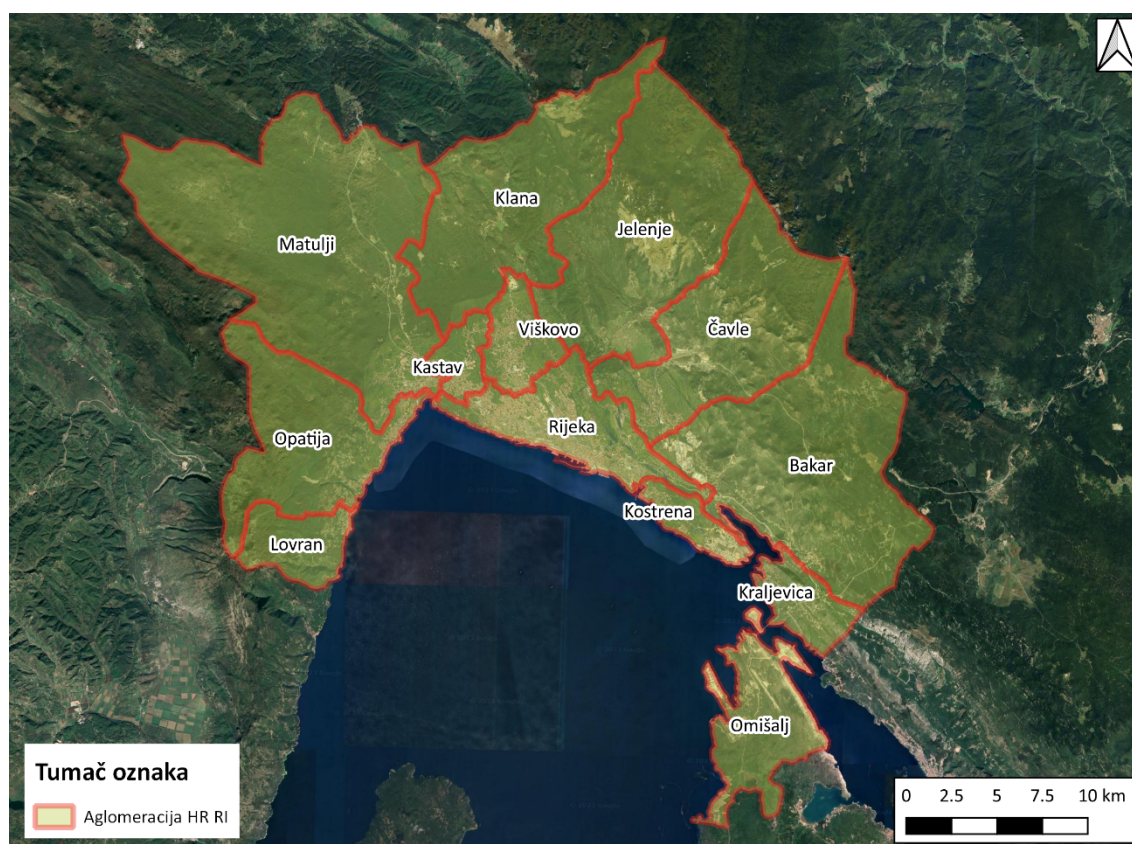 Klana
Jelenje
Matulji
Viškovo
Čavle
Kastav
Rijeka
Opatija
Bakar
Kostrena
Lovran
Kraljevica
Omišalj
Tumač oznaka
Aglomeracija HR RI
0 2.5 5 7.5 10 km